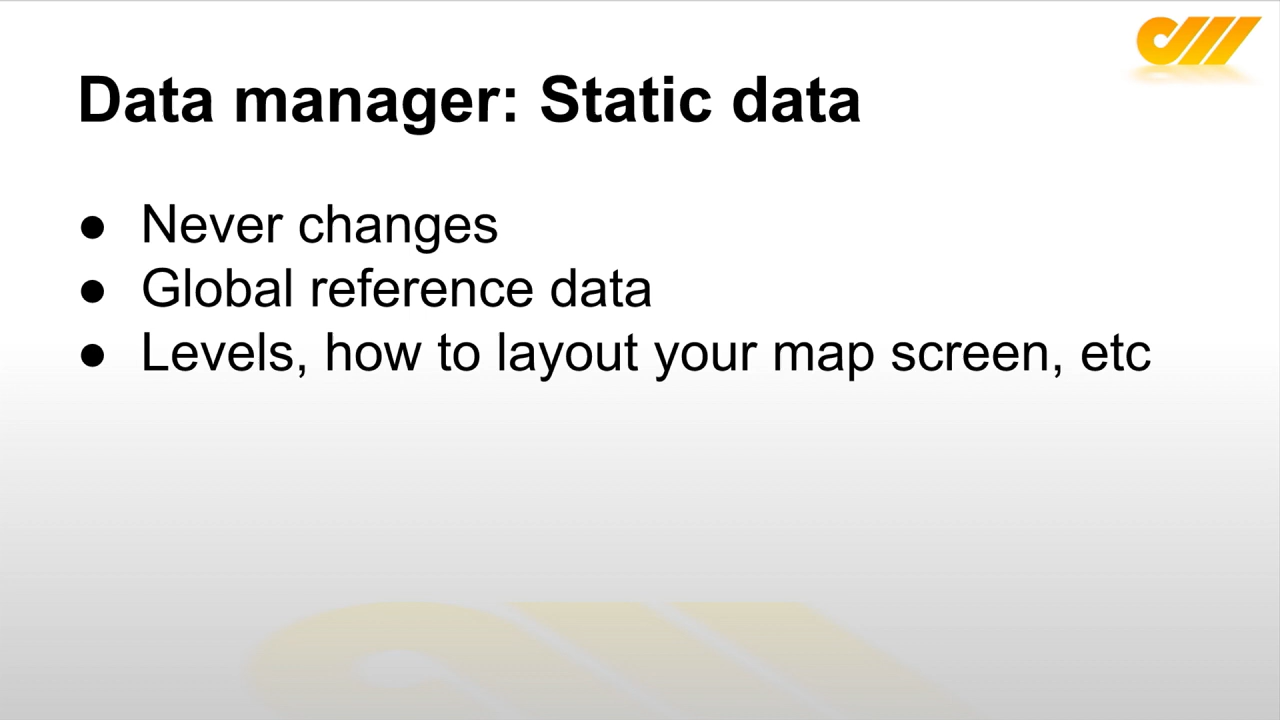 Data manager: Static data
● Never changes
● Global reference data
● Levels, how to layout your map screen, etc